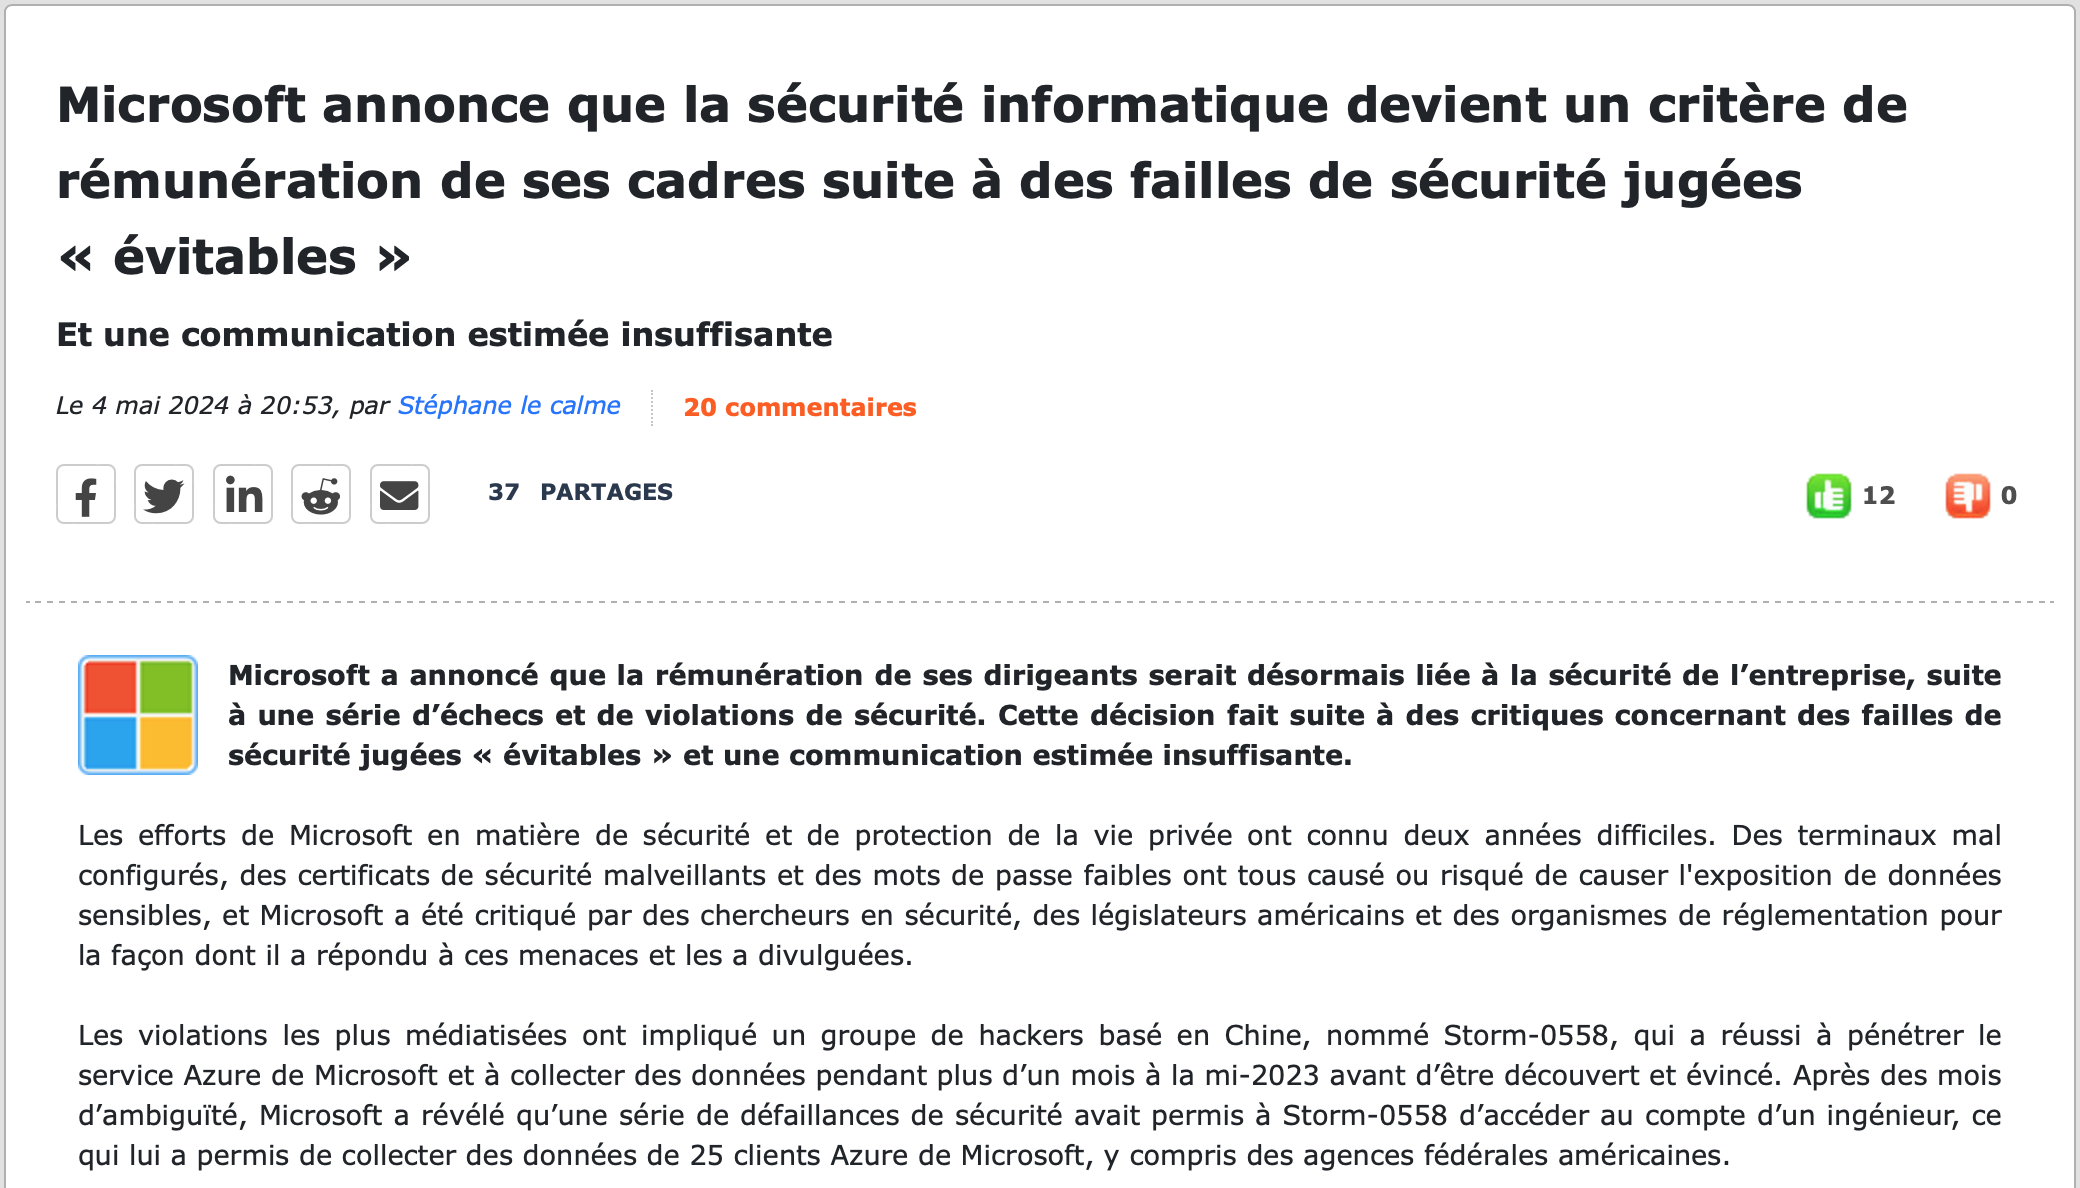 Microsoft annonce que la sécurité informatique devient un critère de
rémunération de ses cadres suite à des failles de sécurité jugées
« évitables »
Et une communication estimée insuffisante
Le 4 mai 2024 à 20:53, par Stéphane le calme
20 commentaires
37 PARTAGES
12
0
Microsoft a annoncé que la rémunération de ses dirigeants serait désormais liée à la sécurité de l’entreprise, suite
à une série d’échecs et de violations de sécurité. Cette décision fait suite à des critiques concernant des failles de
sécurité jugées « évitables » et une communication estimée insuffisante.
Les efforts de Microsoft en matière de sécurité et de protection de la vie privée ont connu deux années difficiles. Des terminaux mal
configurés, des certificats de sécurité malveillants et des mots de passe faibles ont tous causé ou risqué de causer l'exposition de données
sensibles, et Microsoft a été critiqué par des chercheurs en sécurité, des législateurs américains et des organismes de réglementation pour
la façon dont il a répondu à ces menaces et les a divulguées.
Les violations les plus médiatisées ont impliqué un groupe de hackers basé en Chine, nommé Storm-0558, qui a réussi à pénétrer le
service Azure de Microsoft et à collecter des données pendant plus d’un mois à la mi-2023 avant d’être découvert et évincé. Après des mois
d’ambiguïté, Microsoft a révélé qu’une série de défaillances de sécurité avait permis à Storm-0558 d’accéder au compte d’un ingénieur, ce
qui lui a permis de collecter des données de 25 clients Azure de Microsoft, y compris des agences fédérales américaines.